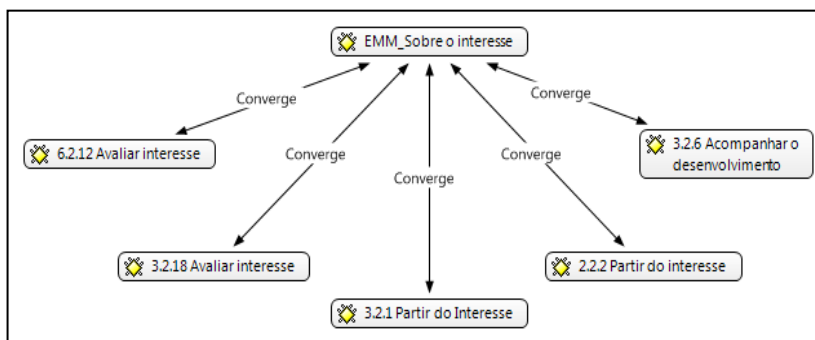 EMM_Sobre o interesse
Converge
Converge
6.2.12 Avaliar interesse
Converge
Converge
Converge
3.2.6 Acompanhar o
desenvolvimento
3.2.18 Avaliar interesse
2.2.2 Partir do interesse
3.2.1 Partir do Interesse